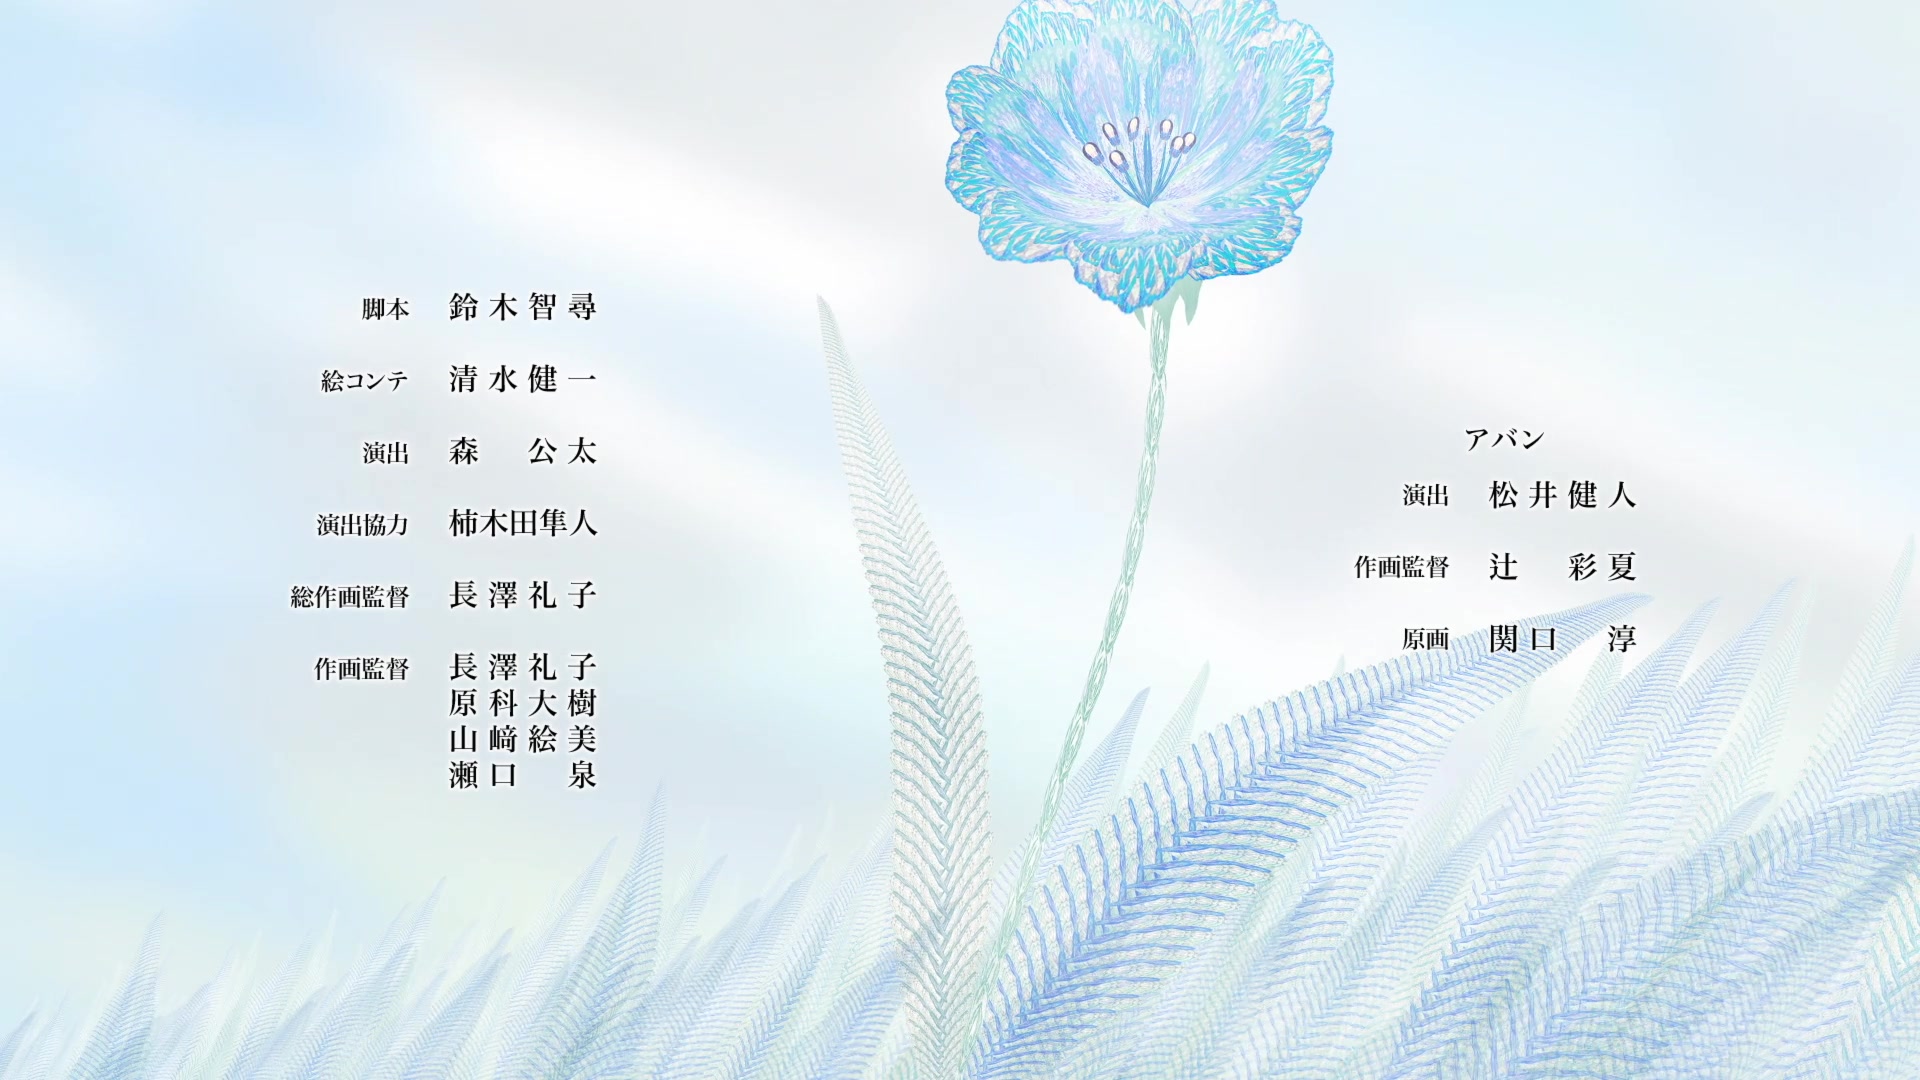 脚本 鈴木智尋
絵コンテ 清水健一
演出 森 公太
演出協力 柿木田隼人
総作画監督 長澤礼子
作画監督 長澤礼子
原科大樹
山﨑絵美
瀬口 泉
アバン
演出 松井健人
作画監督 辻 彩夏
原画 関口 淳